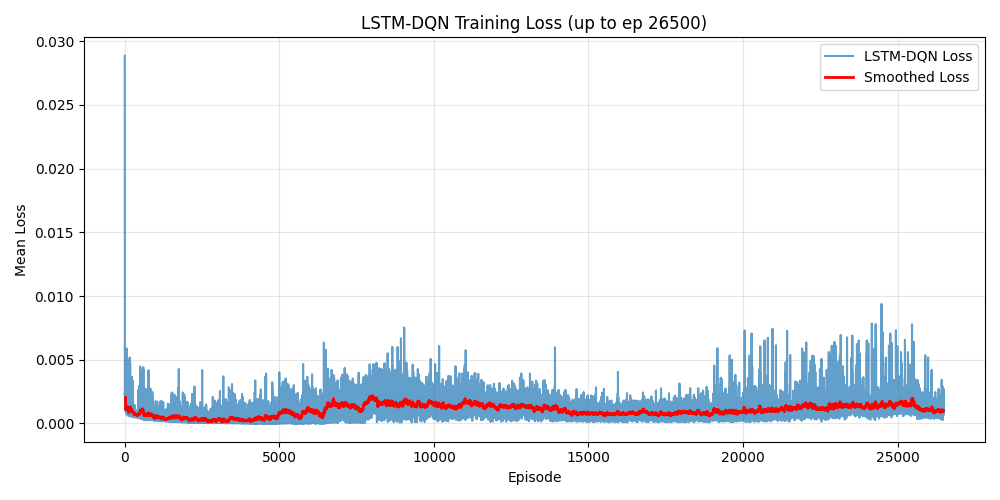 LSTM-DQN Training Loss (up to ep 26500)
LSTM-DQN Loss
Smoothed Loss
Mean Loss
0.030
0.025
0.020
0.015
0.010
0.005
0.000
0 5000 10000 15000 20000 25000
Episode